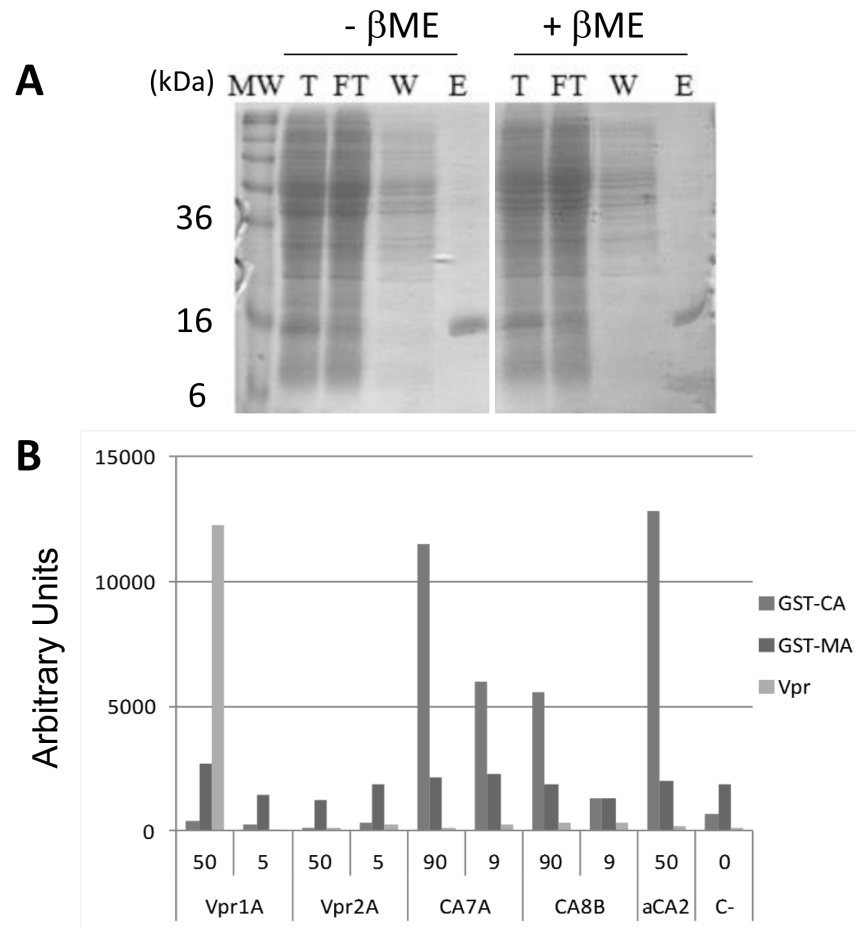 - βME + βME
A (kDa) MW T FT W E T FT W E
36
16
6
B
15000
10000
5000
0
Arbitrary Units
GST-CA
GST-MA
Vpr
50 5 50 5 90 9 90 9 50 0
Vpr1A Vpr2A CA7A CA8B aCA2 C-